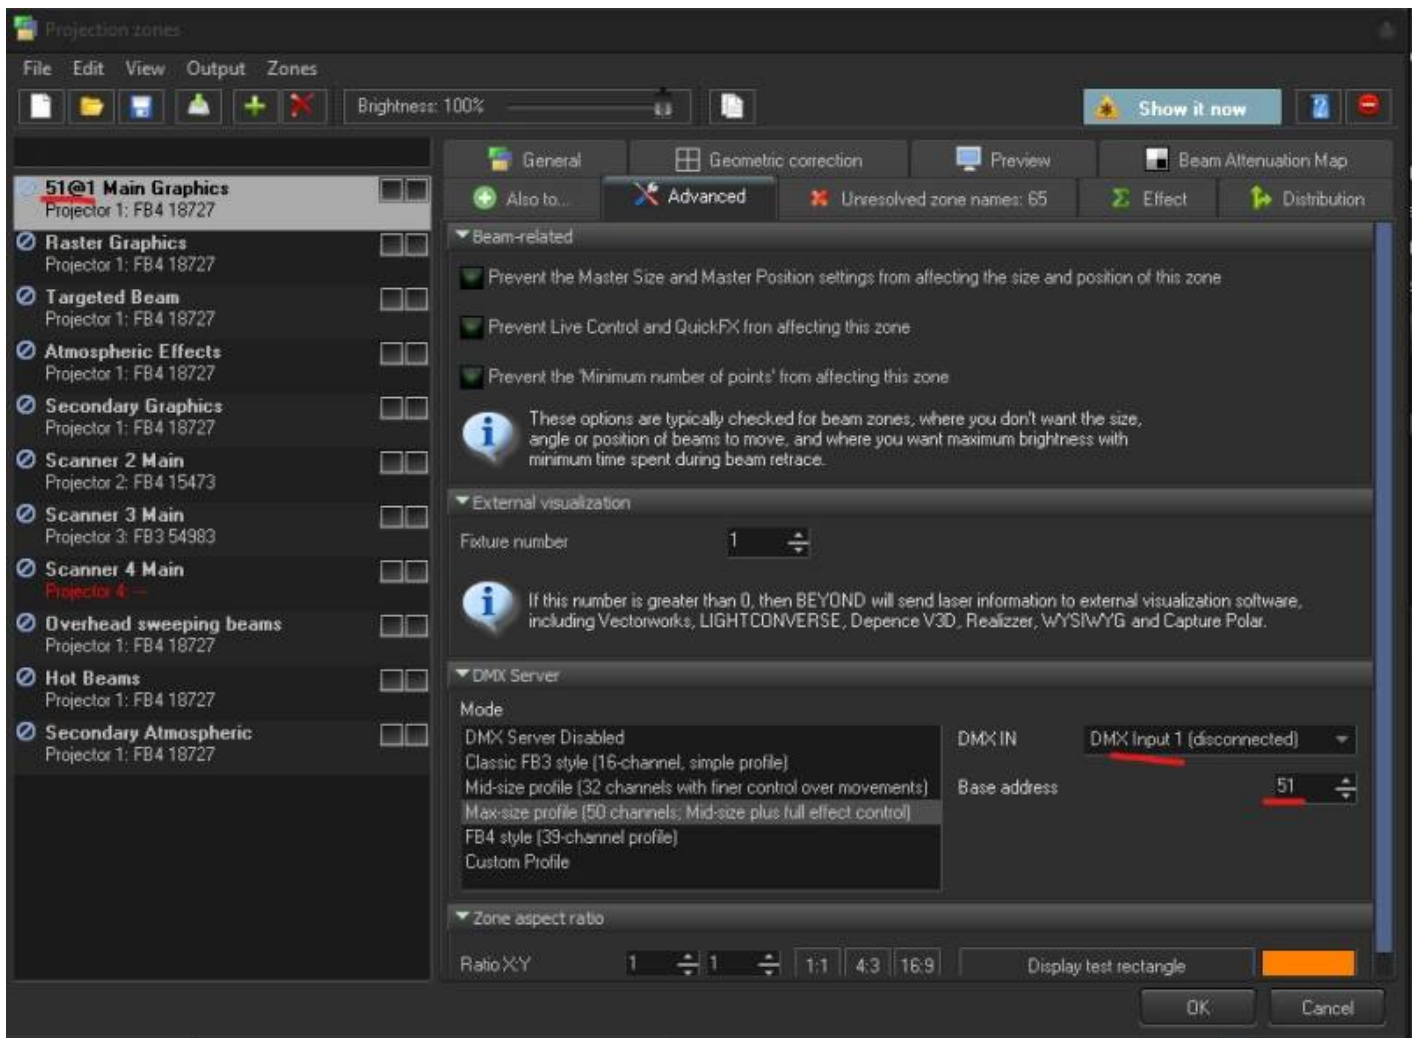 Projection zones
File Edit View Output Zones
Brightness: 100%
Show it now
General Geometric correction Preview Beam Attenuation Map
Also to... Advanced Unresolved zone names: 65 Effect Distribution
51@1 Main Graphics
Projector 1: FB4 18727
Raster Graphics
Projector 1: FB4 18727
Targeted Beam
Projector 1: FB4 18727
Atmospheric Effects
Projector 1: FB4 18727
Secondary Graphics
Projector 1: FB4 18727
Scanner 2 Main
Projector 2: FB4 15473
Scanner 3 Main
Projector 3: FB3 54983
Scanner 4 Main
Projector 4: ---
Overhead sweeping beams
Projector 1: FB4 18727
Hot Beams
Projector 1: FB4 18727
Secondary Atmospheric
Projector 1: FB4 18727
Beam-related
Prevent the Master Size and Master Position settings from affecting the size and position of this zone
Prevent Live Control and QuickFX fron affecting this zone
Prevent the 'Minimum number of points' from affecting this zone
These options are typically checked for beam zones, where you don't want the size,
angle or position of beams to move, and where you want maximum brightness with
minimum time spent during beam retrace.
External visualization
Fixture number 1
If this number is greater than 0, then BEYOND will send laser information to external visualization software,
including Vectorworks, LIGHTCONVERSE, Depence V3D, Realizzer, WYSIWYG and Capture Polar.
DMX Server
Mode
DMX Server Disabled
Classic FB3 style (16-channel, simple profile)
Mid-size profile (32 channels with finer control over movements)
Max-size profile (50 channels; Mid-size plus full effect control)
FB4 style (39-channel profile)
Custom Profile
DMX IN DMX Input 1 (disconnected)
Base address 51
Zone aspect ratio
Ratio X:Y 1 1 1:1 4:3 16:9 Display test rectangle
OK Cancel